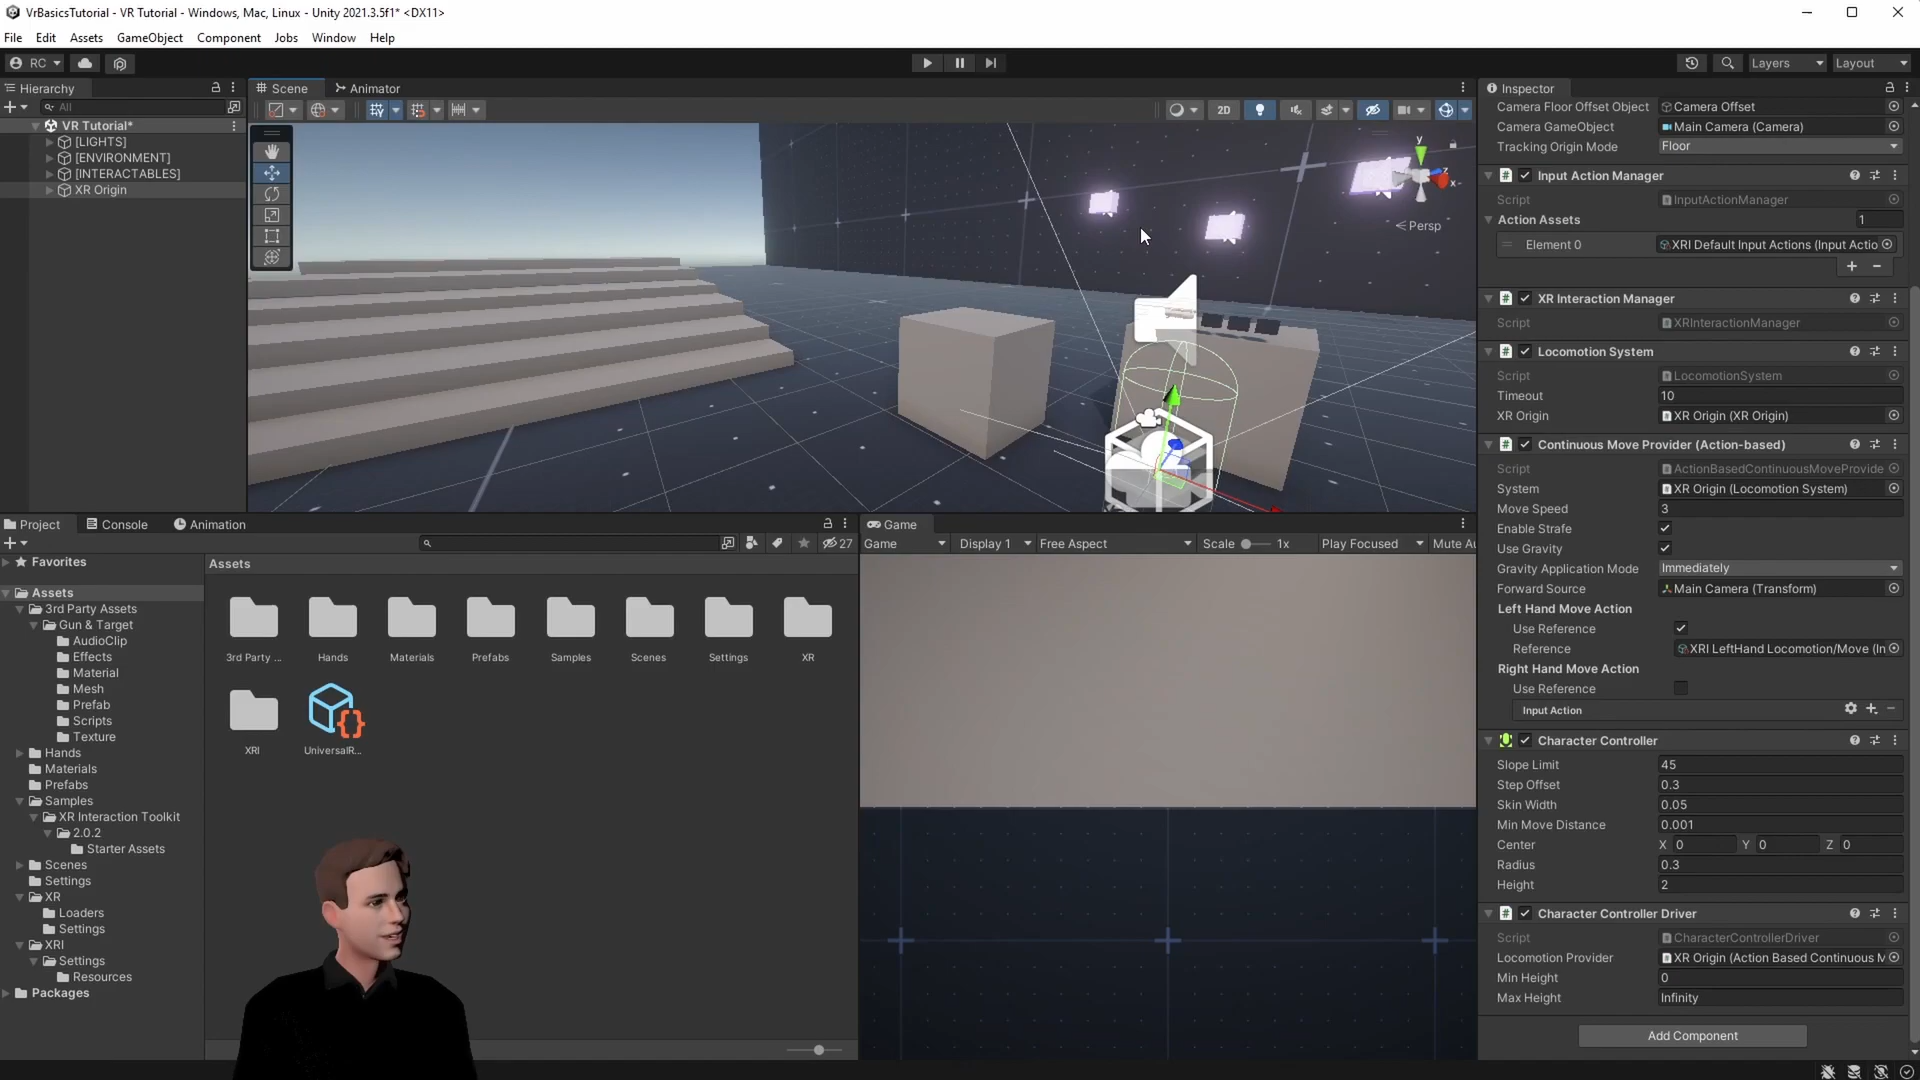 VrBasicsTutorial - VR Tutorial - Windows, Mac, Linux - Unity 2021.3.5f1* <DX11>
File Edit Assets GameObject Component Jobs Window Help
RC
Layers Layout
Hierarchy
All
VR Tutorial*
[LIGHTS]
[ENVIRONMENT]
[INTERACTABLES]
XR Origin
Scene Animator
2D
y
x
Persp
Project Console Animation
27
Favorites
Assets
3rd Party Assets
Gun & Target
AudioClip
Effects
Material
Mesh
Prefab
Scripts
Texture
Hands
Materials
Prefabs
Samples
XR Interaction Toolkit
2.0.2
Starter Assets
Scenes
Settings
XR
Loaders
Settings
XRI
Settings
Resources
Packages
Assets
3rd Party ... Hands Materials Prefabs Samples Scenes Settings XR
XRI UniversalR...
Game
Game Display 1 Free Aspect Scale 1x Play Focused Mute Au
Inspector
Camera Floor Offset Object Camera Offset
Camera GameObject Main Camera (Camera)
Tracking Origin Mode Floor
Input Action Manager
Script InputActionManager
Action Assets 1
Element 0 XRI Default Input Actions (Input Actio
XR Interaction Manager
Script XRInteractionManager
Locomotion System
Script LocomotionSystem
Timeout 10
XR Origin XR Origin (XR Origin)
Continuous Move Provider (Action-based)
Script ActionBasedContinuousMoveProvide
System XR Origin (Locomotion System)
Move Speed 3
Enable Strafe
Use Gravity
Gravity Application Mode Immediately
Forward Source Main Camera (Transform)
Left Hand Move Action
Use Reference
Reference XRI LeftHand Locomotion/Move (In
Right Hand Move Action
Use Reference
Input Action
Character Controller
Slope Limit 45
Step Offset 0.3
Skin Width 0.05
Min Move Distance 0.001
Center X 0 Y 0 Z 0
Radius 0.3
Height 2
Character Controller Driver
Script CharacterControllerDriver
Locomotion Provider XR Origin (Action Based Continuous M
Min Height 0
Max Height Infinity
Add Component